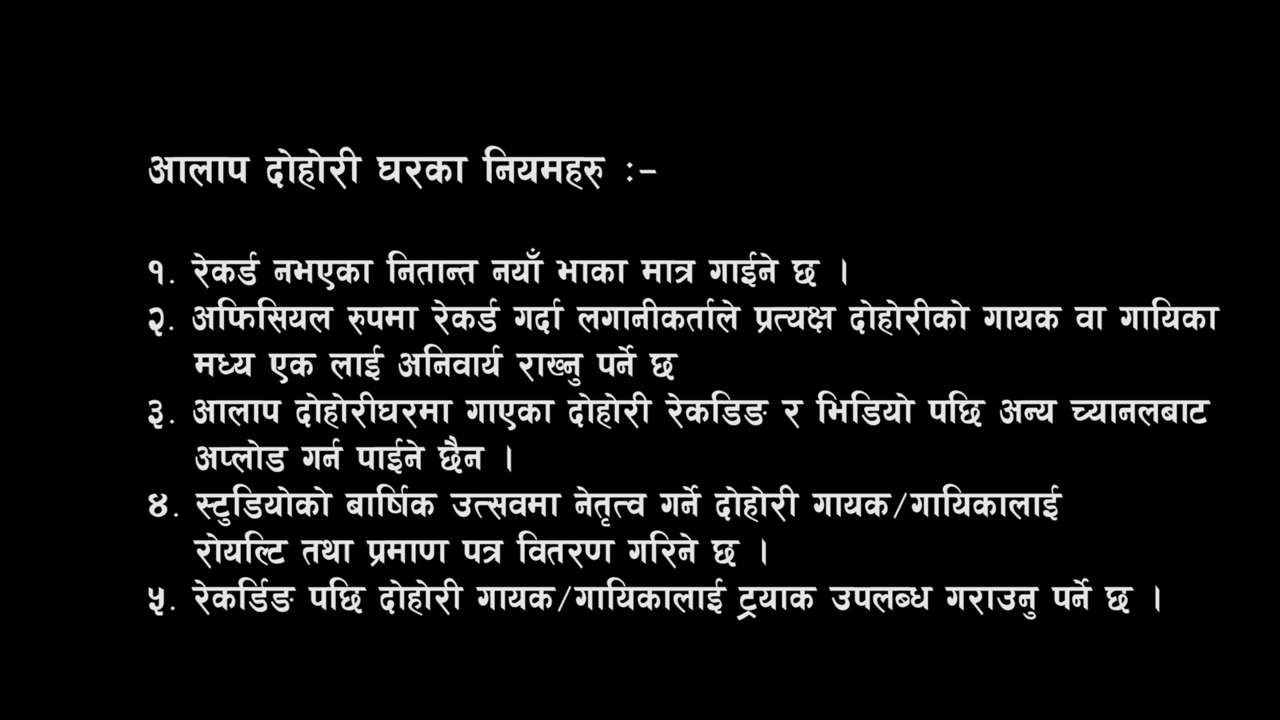 आलाप दोहोरी घरका नियमहरु :-
१. रेकर्ड नभएका नितान्त नयाँ भाका मात्र गाईने छ ।
२. अफिसियल रुपमा रेकर्ड गर्दा लगानीकर्ताले प्रत्यक्ष दोहोरीको गायक वा गायिका
मध्य एक लाई अनिवार्य राख्नु पर्ने छ
३. आलाप दोहोरीघरमा गाएका दोहोरी रेकडिङ र भिडियो पछि अन्य च्यानलबाट
अप्लोड गर्न पाईने छैन ।
४. स्टुडियोको बार्षिक उत्सवमा नेतृत्व गर्ने दोहोरी गायक/गायिकालाई
रोयल्टि तथा प्रमाण पत्र वितरण गरिने छ ।
५. रेकर्डिङ पछि दोहोरी गायक/गायिकालाई ट्रयाक उपलब्ध गराउनु पर्ने छ ।